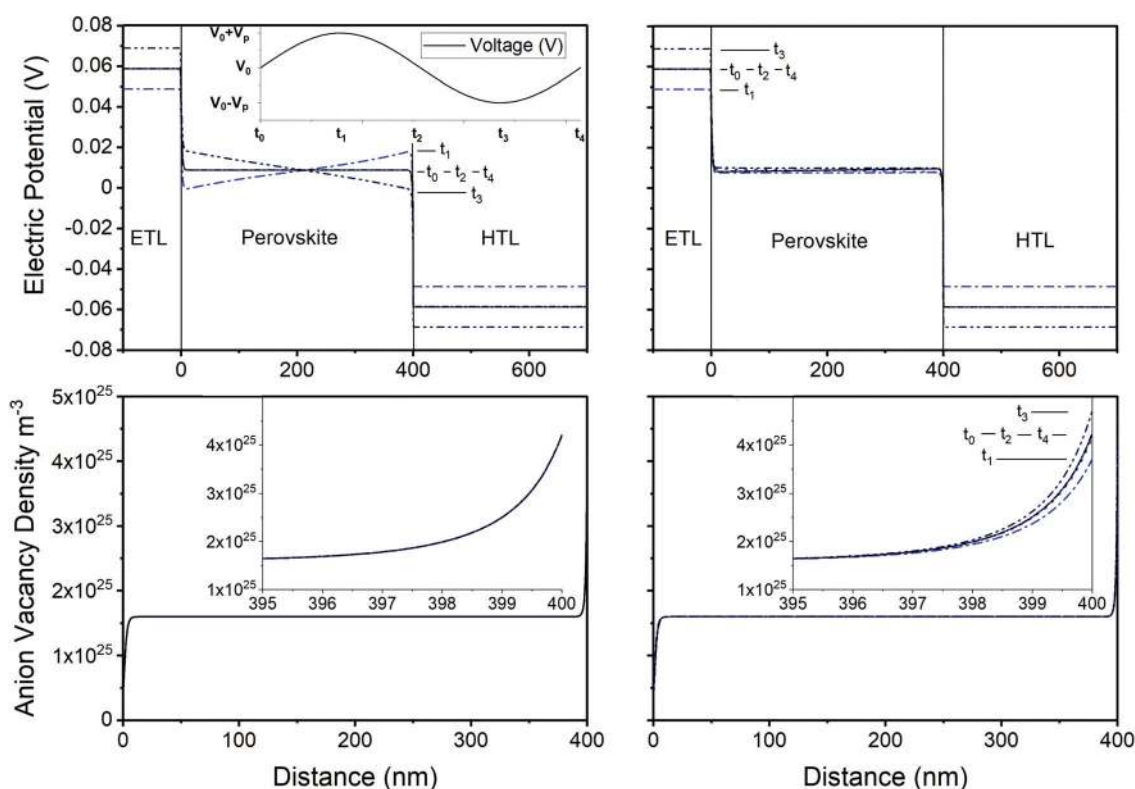 Electric Potential (V)
0.08
0.06
0.04
0.02
0
-0.02
-0.04
-0.06
-0.08
V₀+Vₚ
V₀
V₀-Vₚ
Voltage (V)
t₀ t₁ t₂ t₃ t₄
t₁
t₀ – t₂ – t₄
t₃
ETL Perovskite HTL
0 200 400 600
t₃
t₀ – t₂ – t₄
t₁
ETL Perovskite HTL
0 200 400 600
Anion Vacancy Density m⁻³
5x10²⁵
4x10²⁵
3x10²⁵
2x10²⁵
1x10²⁵
0
4x10²⁵
3x10²⁵
2x10²⁵
1x10²⁵
395 396 397 398 399 400
0 100 200 300 400
Distance (nm)
4x10²⁵
3x10²⁵
2x10²⁵
1x10²⁵
t₃
t₀ — t₂ — t₄
t₁
395 396 397 398 399 400
0 100 200 300 400
Distance (nm)